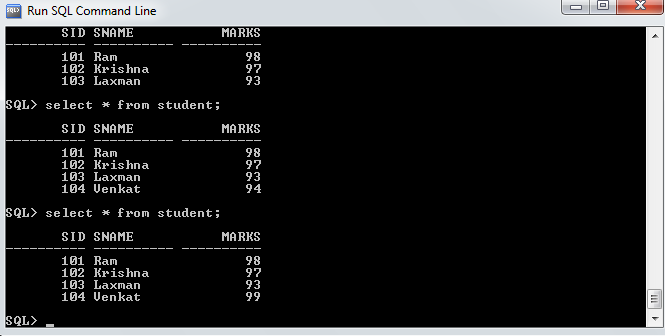 Run SQL Command Line
SID SNAME MARKS
---------- ---------- ----------
101 Ram 98
102 Krishna 97
103 Laxman 93
SQL> select * from student;
SID SNAME MARKS
---------- ---------- ----------
101 Ram 98
102 Krishna 97
103 Laxman 93
104 Venkat 94
SQL> select * from student;
SID SNAME MARKS
---------- ---------- ----------
101 Ram 98
102 Krishna 97
103 Laxman 93
104 Venkat 99
SQL> _